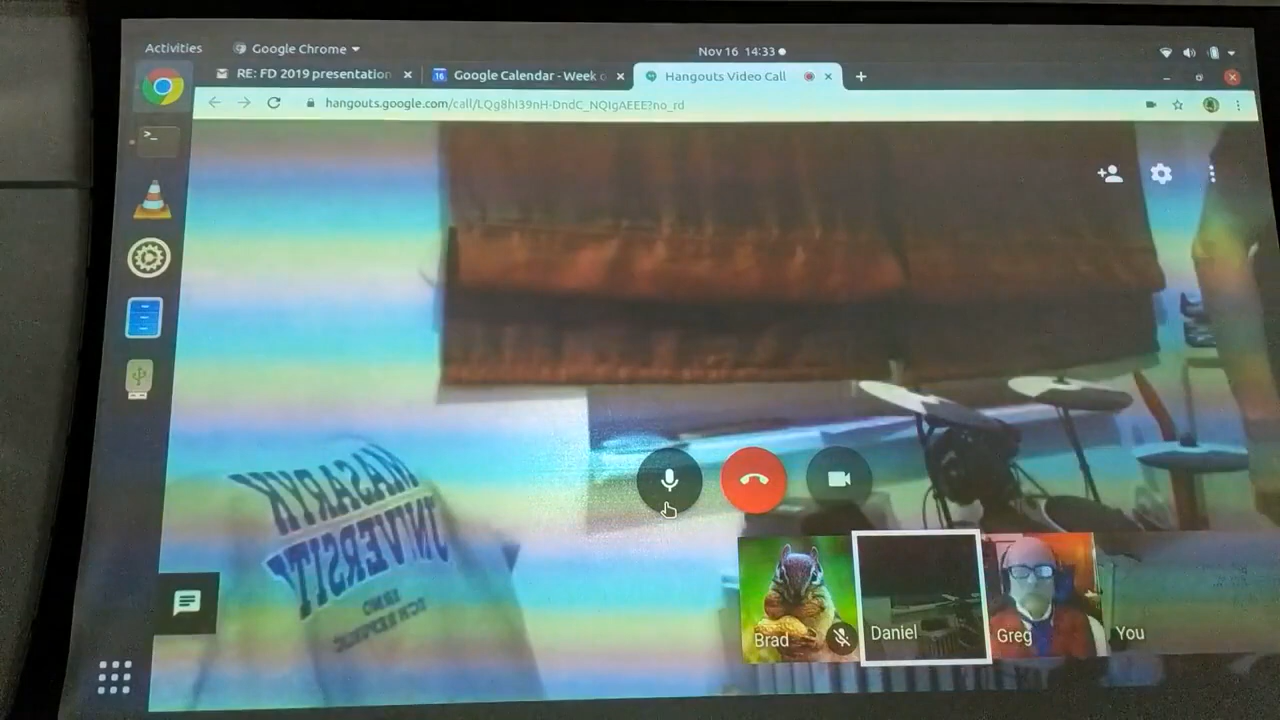 Activities
Google Chrome
Nov 16 14:33
RE: FD 2019 presentation
16
Google Calendar - Week o
Hangouts Video Call
hangouts.google.com/call/LQg8hI39nH-DndC_NQIgAEEE?no_rd
>_
MASARYK
UNIVERSITY
Brad
Daniel
Greg
You